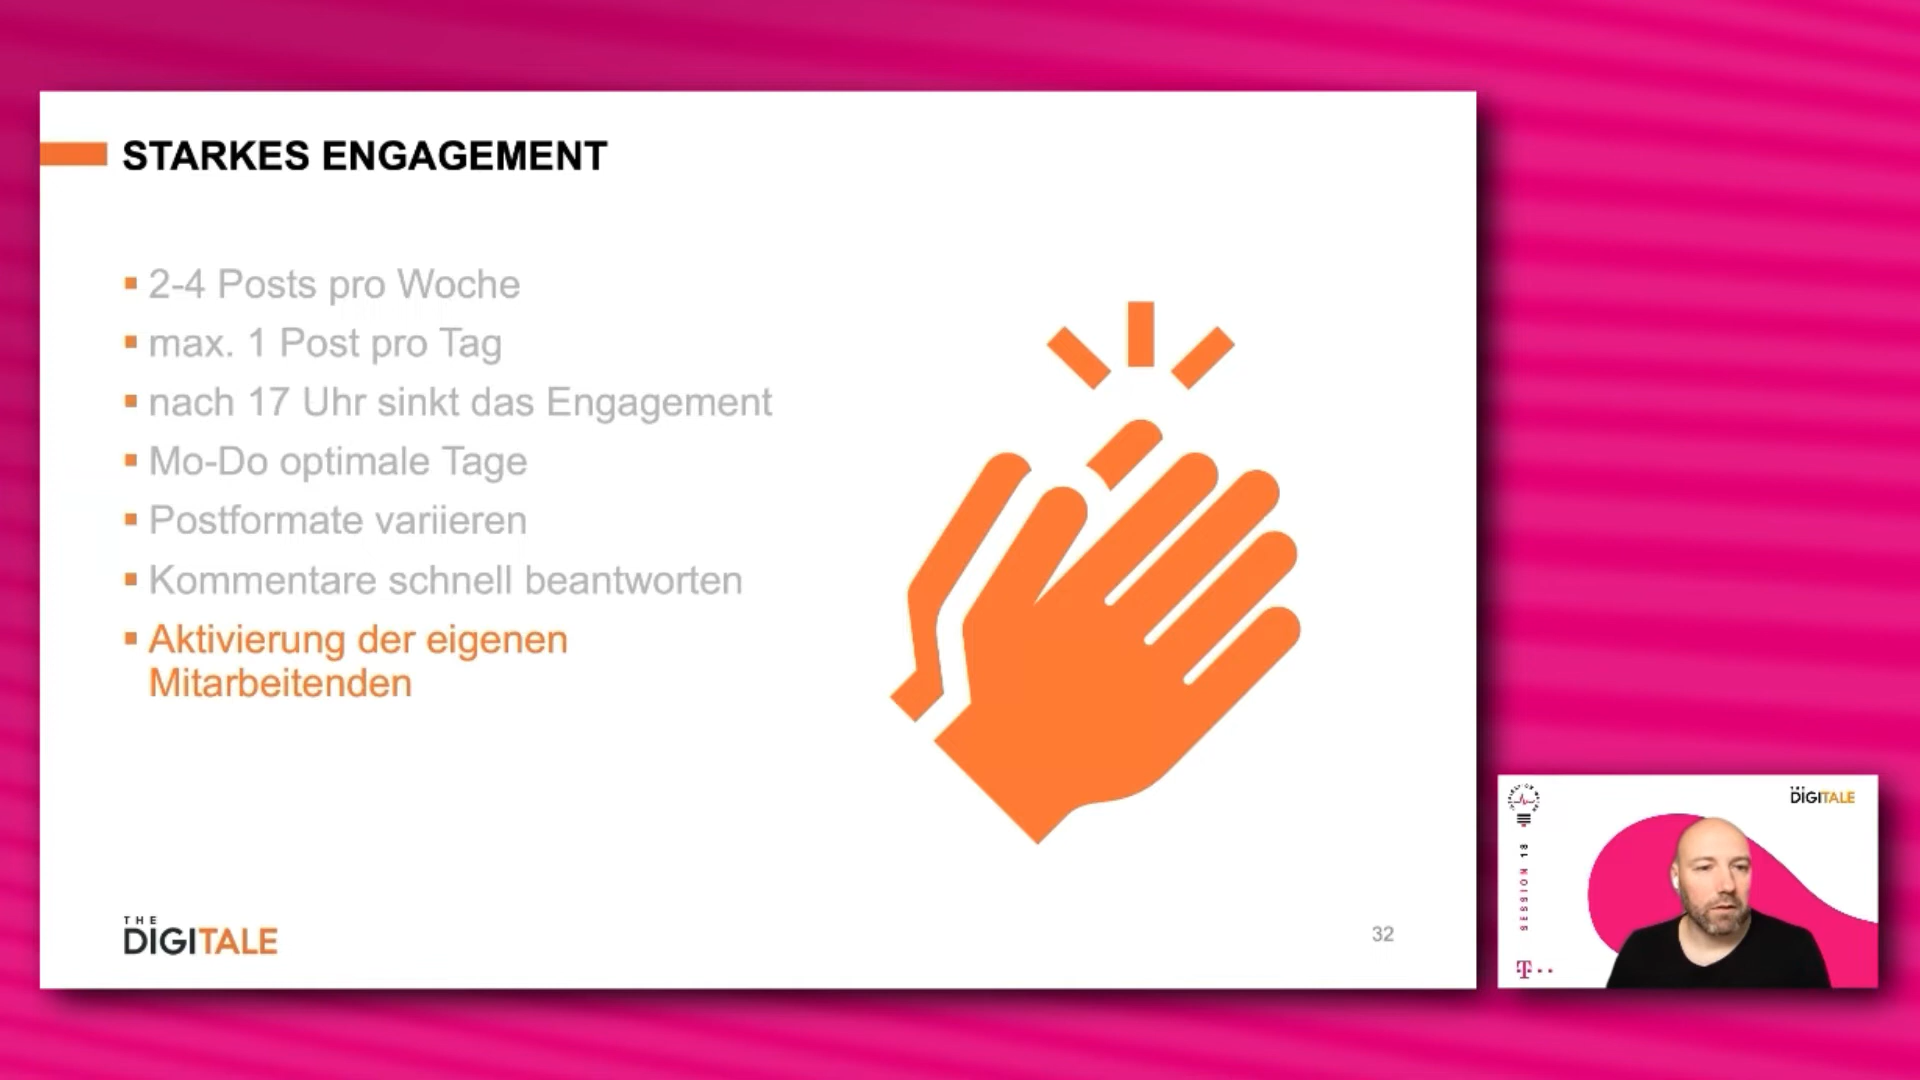 STARKES ENGAGEMENT
2-4 Posts pro Woche
max. 1 Post pro Tag
nach 17 Uhr sinkt das Engagement
Mo-Do optimale Tage
Postformate variieren
Kommentare schnell beantworten
Aktivierung der eigenen
Mitarbeitenden
THE
DIGITALE
32
THE
DIGITALE
SESSION 18
T